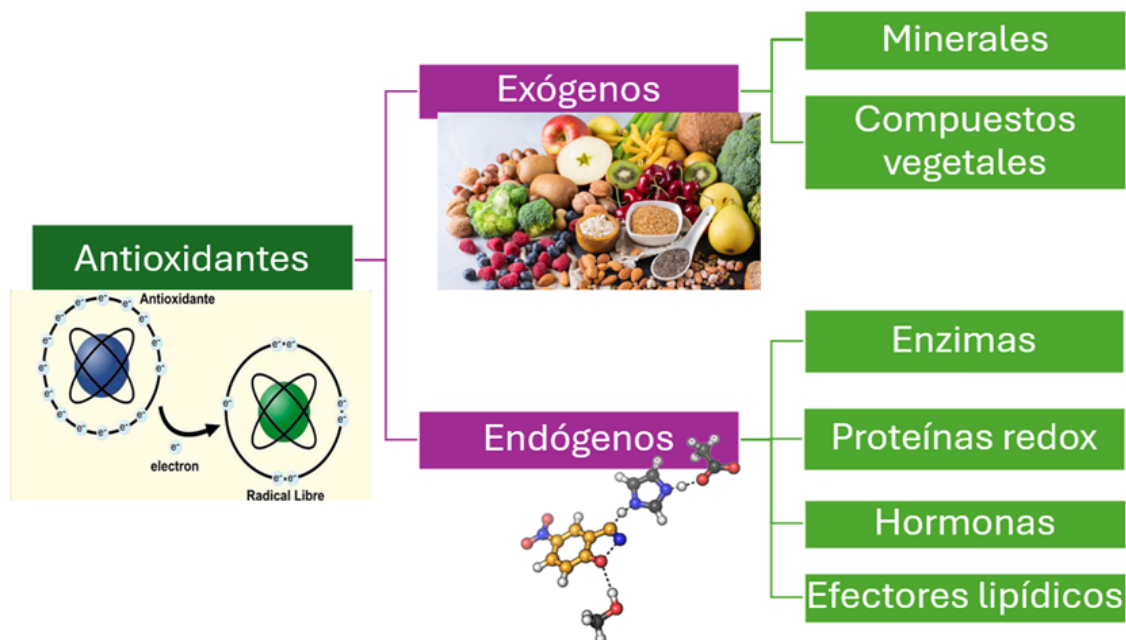 Antioxidantes
Antioxidante
e⁻
electron
Radical Libre
Exógenos
Minerales
Compuestos
vegetales
Endógenos
Enzimas
Proteínas redox
Hormonas
Efectores lipídicos